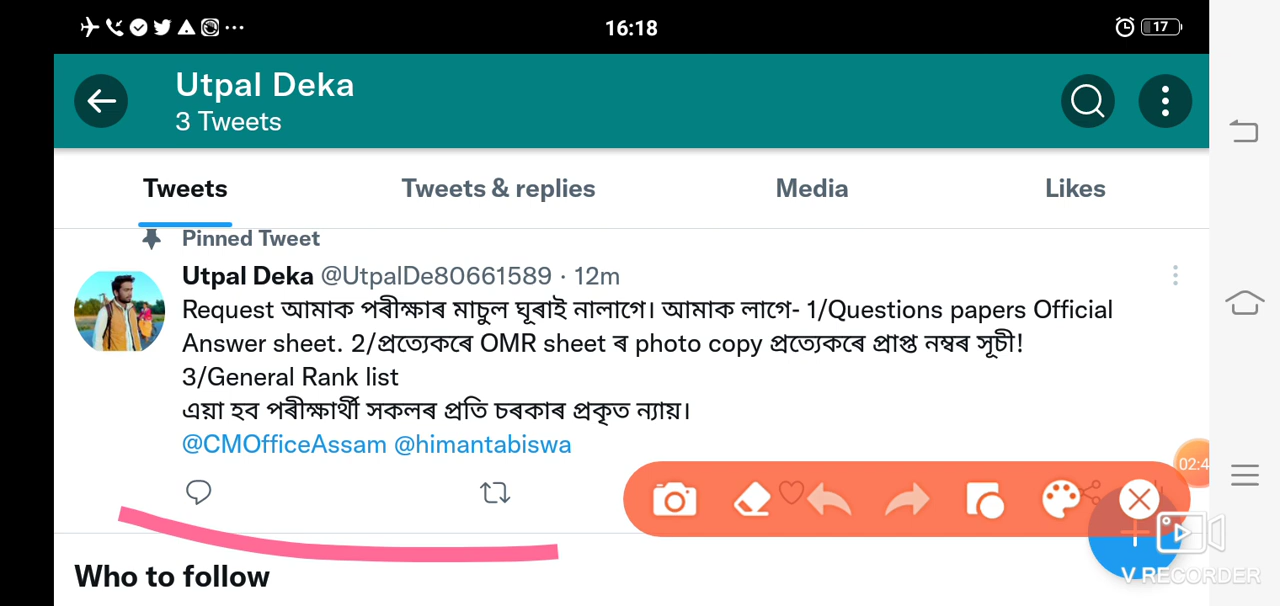 16:18
17
Utpal Deka
3 Tweets
Tweets Tweets & replies Media Likes
Pinned Tweet
Utpal Deka @UtpalDe80661589 · 12m
Request আমাক পৰীক্ষাৰ মাচুল ঘূৰাই নালাগে। আমাক লাগে- 1/Questions papers Official
Answer sheet. 2/প্ৰত্যেকৰে OMR sheet ৰ photo copy প্ৰত্যেকৰে প্ৰাপ্ত নম্বৰ সূচী!
3/General Rank list
এয়া হব পৰীক্ষাৰ্থী সকলৰ প্ৰতি চৰকাৰ প্ৰকৃত ন্যায়।
@CMOfficeAssam @himantabiswa
02:4
V RECORDER
Who to follow